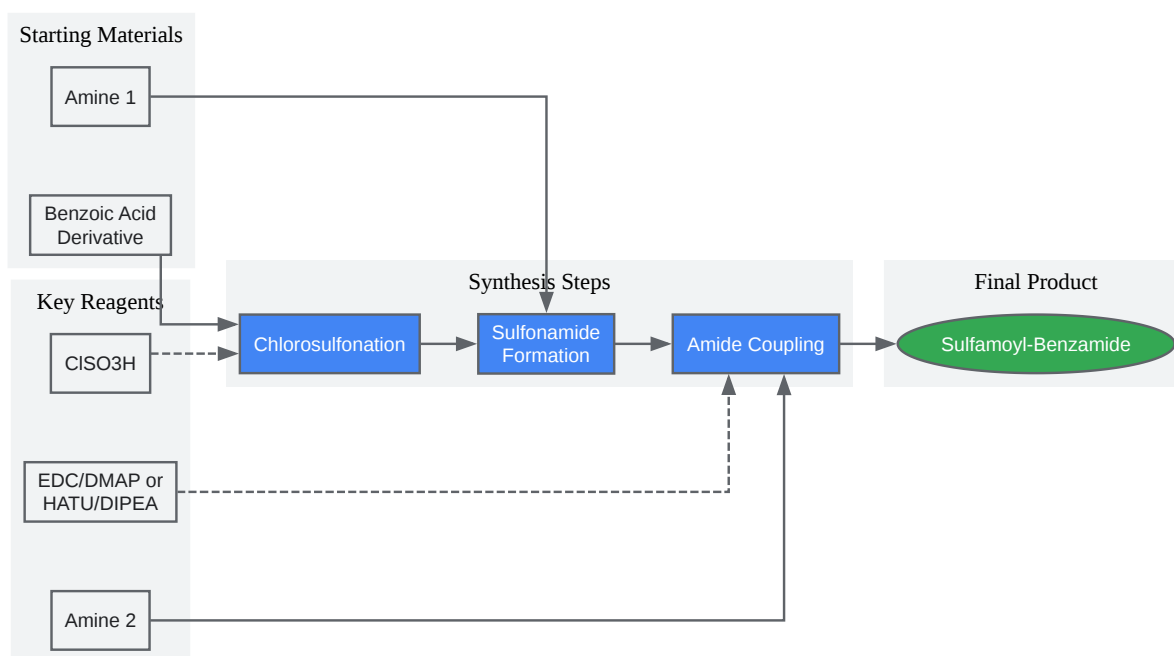 Starting Materials
Amine 1
Benzoic Acid
Derivative
Key Reagents
ClSO3H
EDC/DMAP or
HATU/DIPEA
Amine 2
Synthesis Steps
Chlorosulfonation
Sulfonamide
Formation
Amide Coupling
Final Product
Sulfamoyl-Benzamide